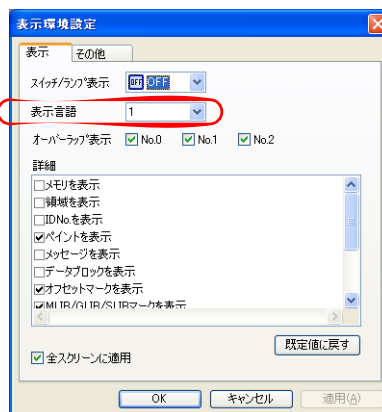 表示環境設定
表示 その他
スイッチ/ランプ表示 OFF OFF
表示言語 1
オーバーラップ表示 No.0 No.1 No.2
詳細
メモリを表示
領域を表示
IDNo.を表示
ペイントを表示
メッセージを表示
データブロックを表示
オフセットマークを表示
MLIB/GLIB/SLIBマークを表示
既定値に戻す
全スクリーンに適用
OK キャンセル 適用(A)